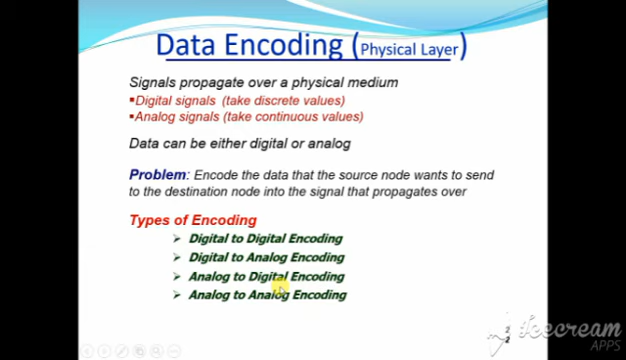 Data Encoding (Physical Layer)
Signals propagate over a physical medium
▪Digital signals (take discrete values)
▪Analog signals (take continuous values)
Data can be either digital or analog
Problem: Encode the data that the source node wants to send
to the destination node into the signal that propagates over
Types of Encoding
➢ Digital to Digital Encoding
➢ Digital to Analog Encoding
➢ Analog to Digital Encoding
➢ Analog to Analog Encoding
2
2
Icecream
APPS